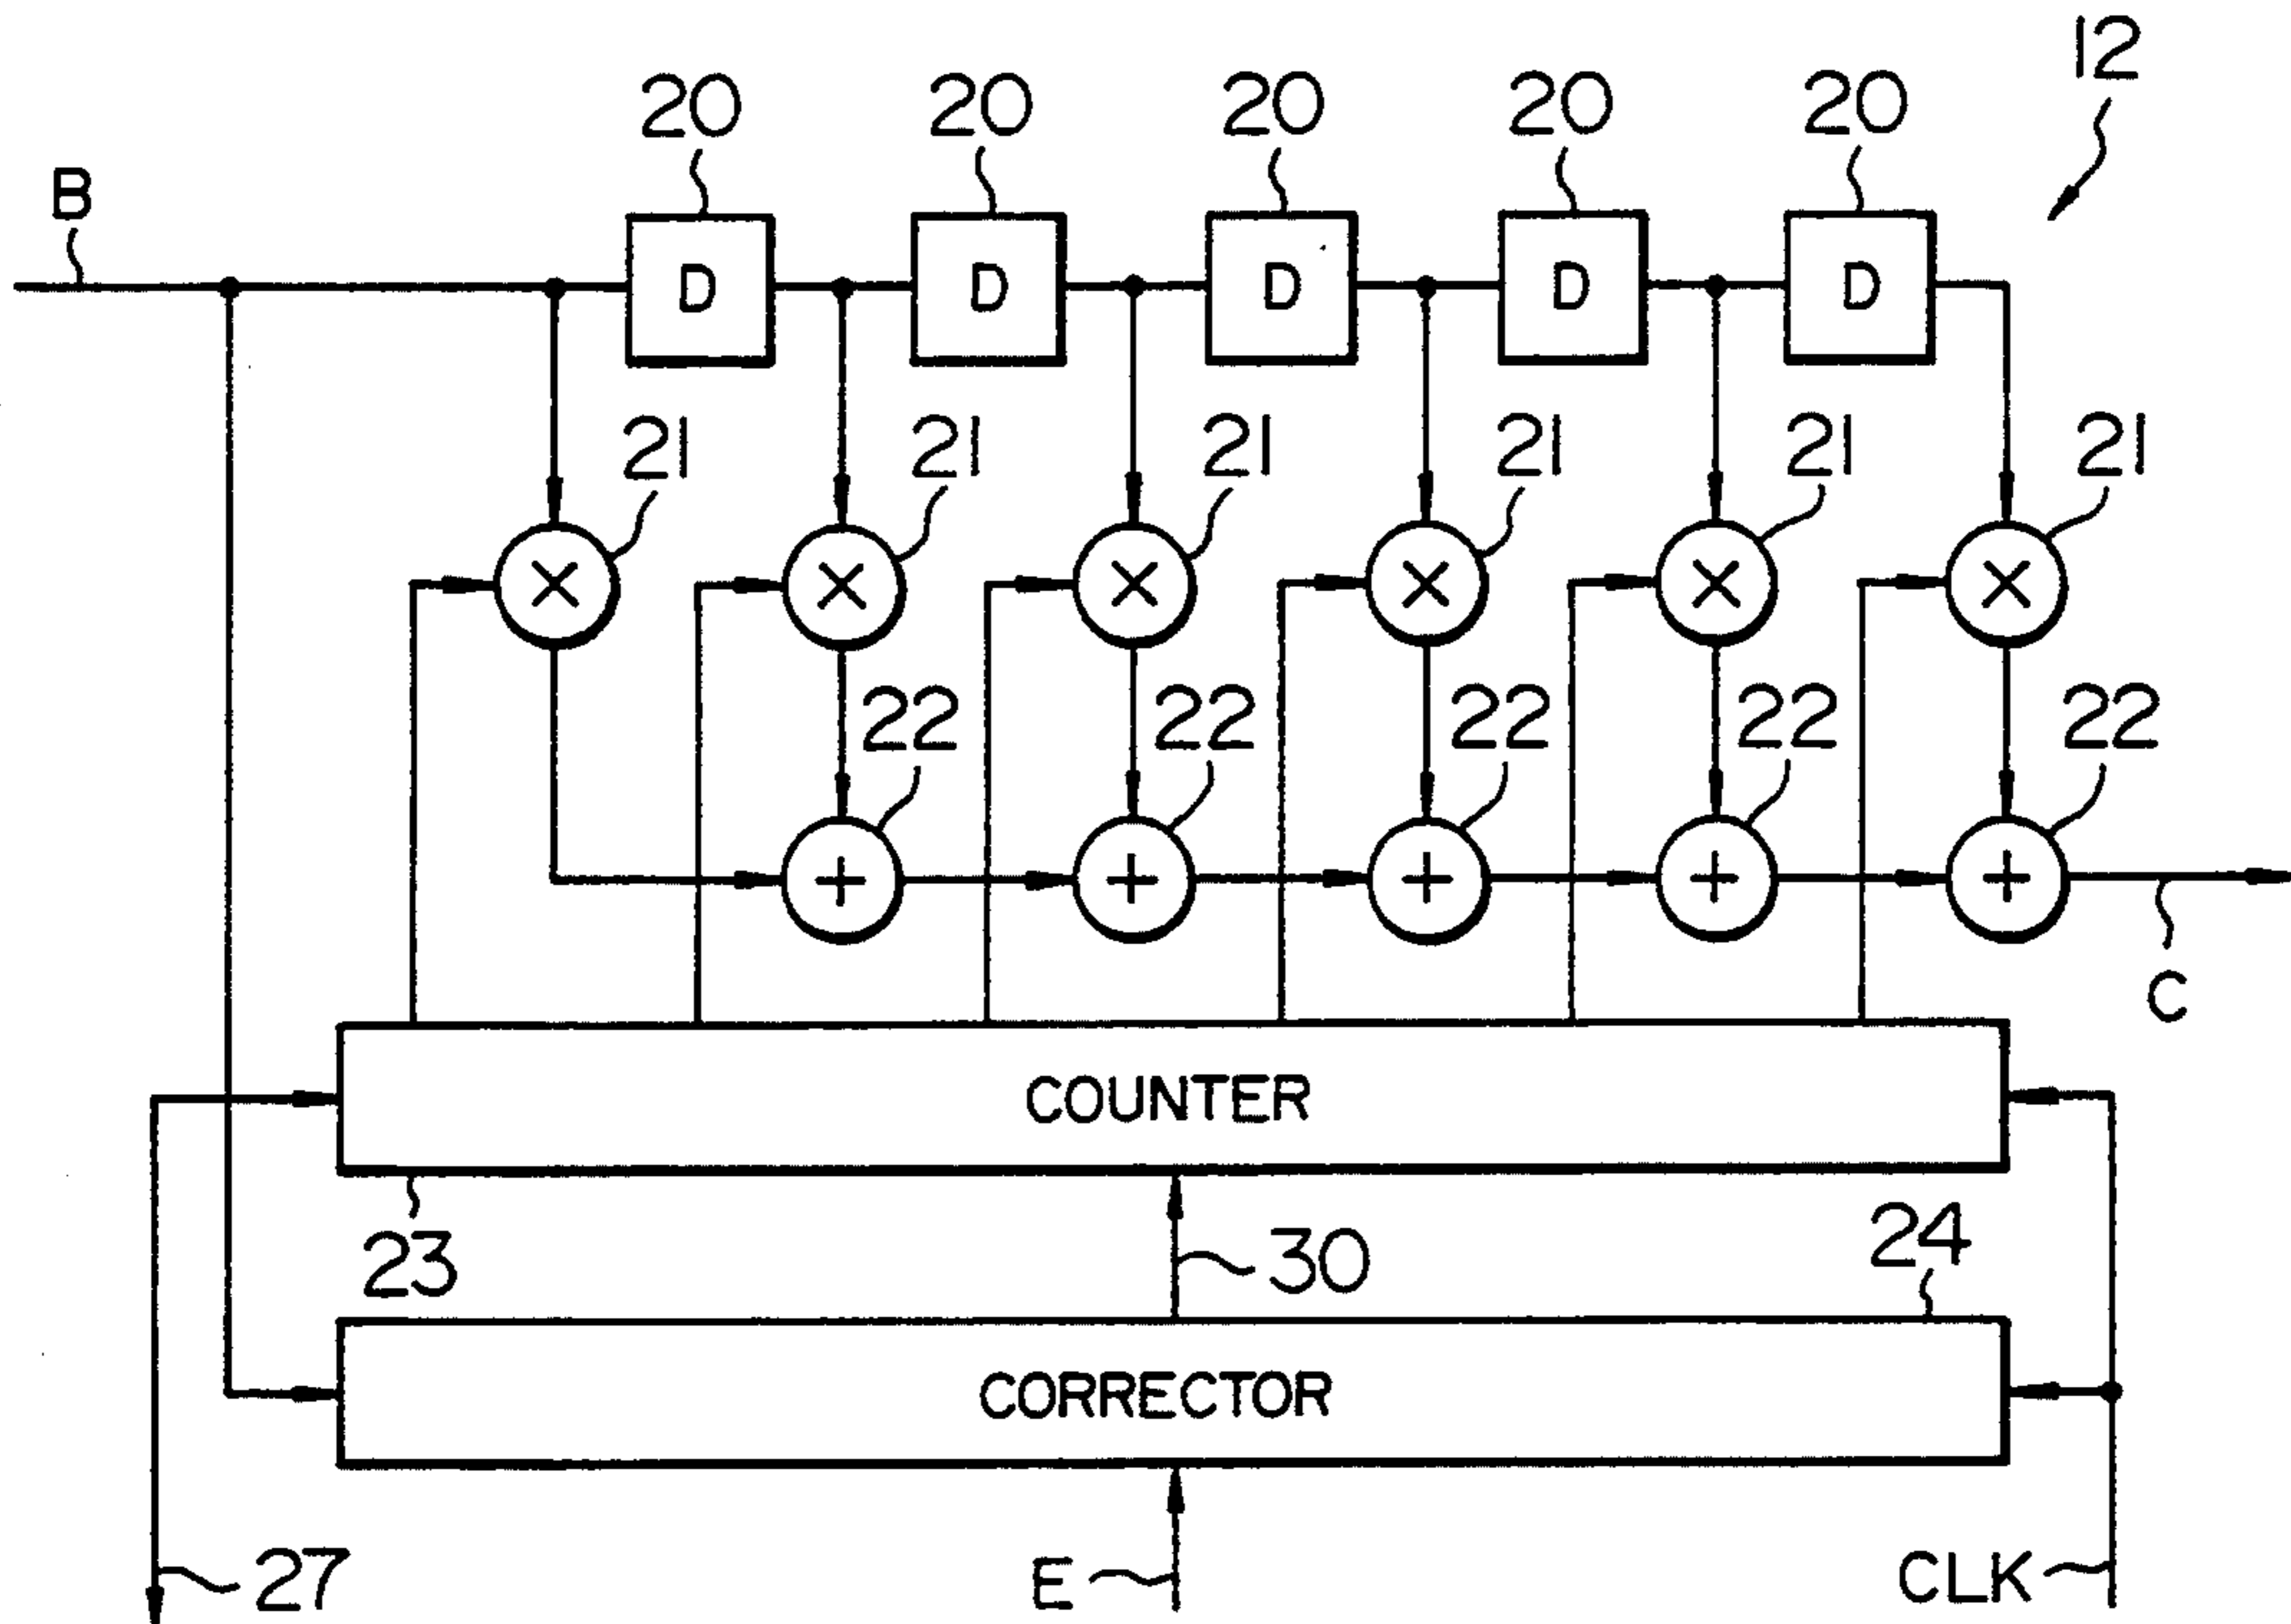 12
20 20 20 20 20
B
D D D D D
21 21 21 21 21 21
× × × × × ×
22 22 22 22 22
+ + + + +
C
COUNTER
23 30 24
CORRECTOR
27 E CLK